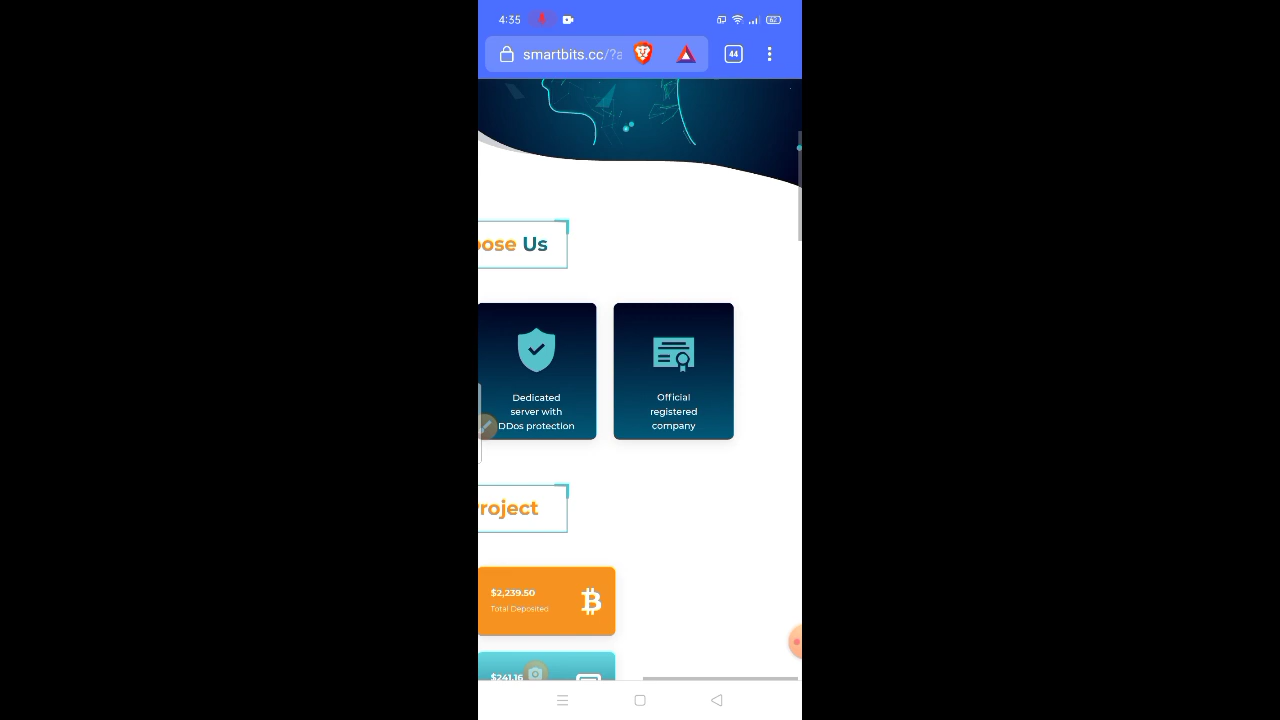 4:35
62
smartbits.cc/?a
44
oose Us
Dedicated
server with
DDos protection
Official
registered
company
roject
$2,239.50
Total Deposited
$241.16